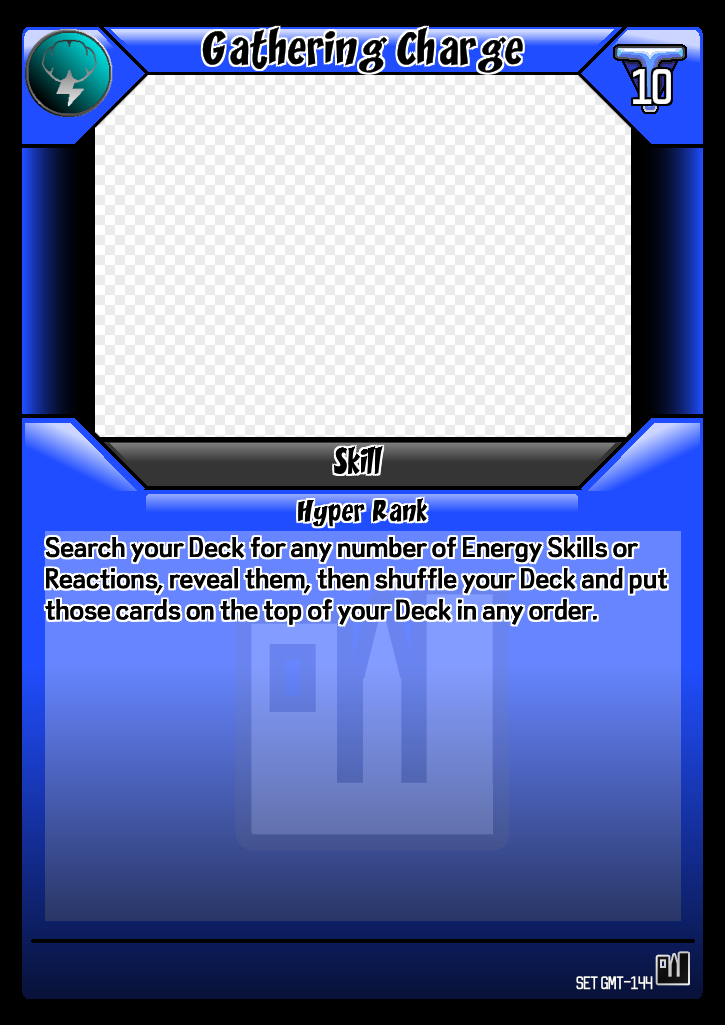 Gathering Charge
10
Skill
Hyper Rank
Search your Deck for any number of Energy Skills or
Reactions, reveal them, then shuffle your Deck and put
those cards on the top of your Deck in any order.
SET GMT-144